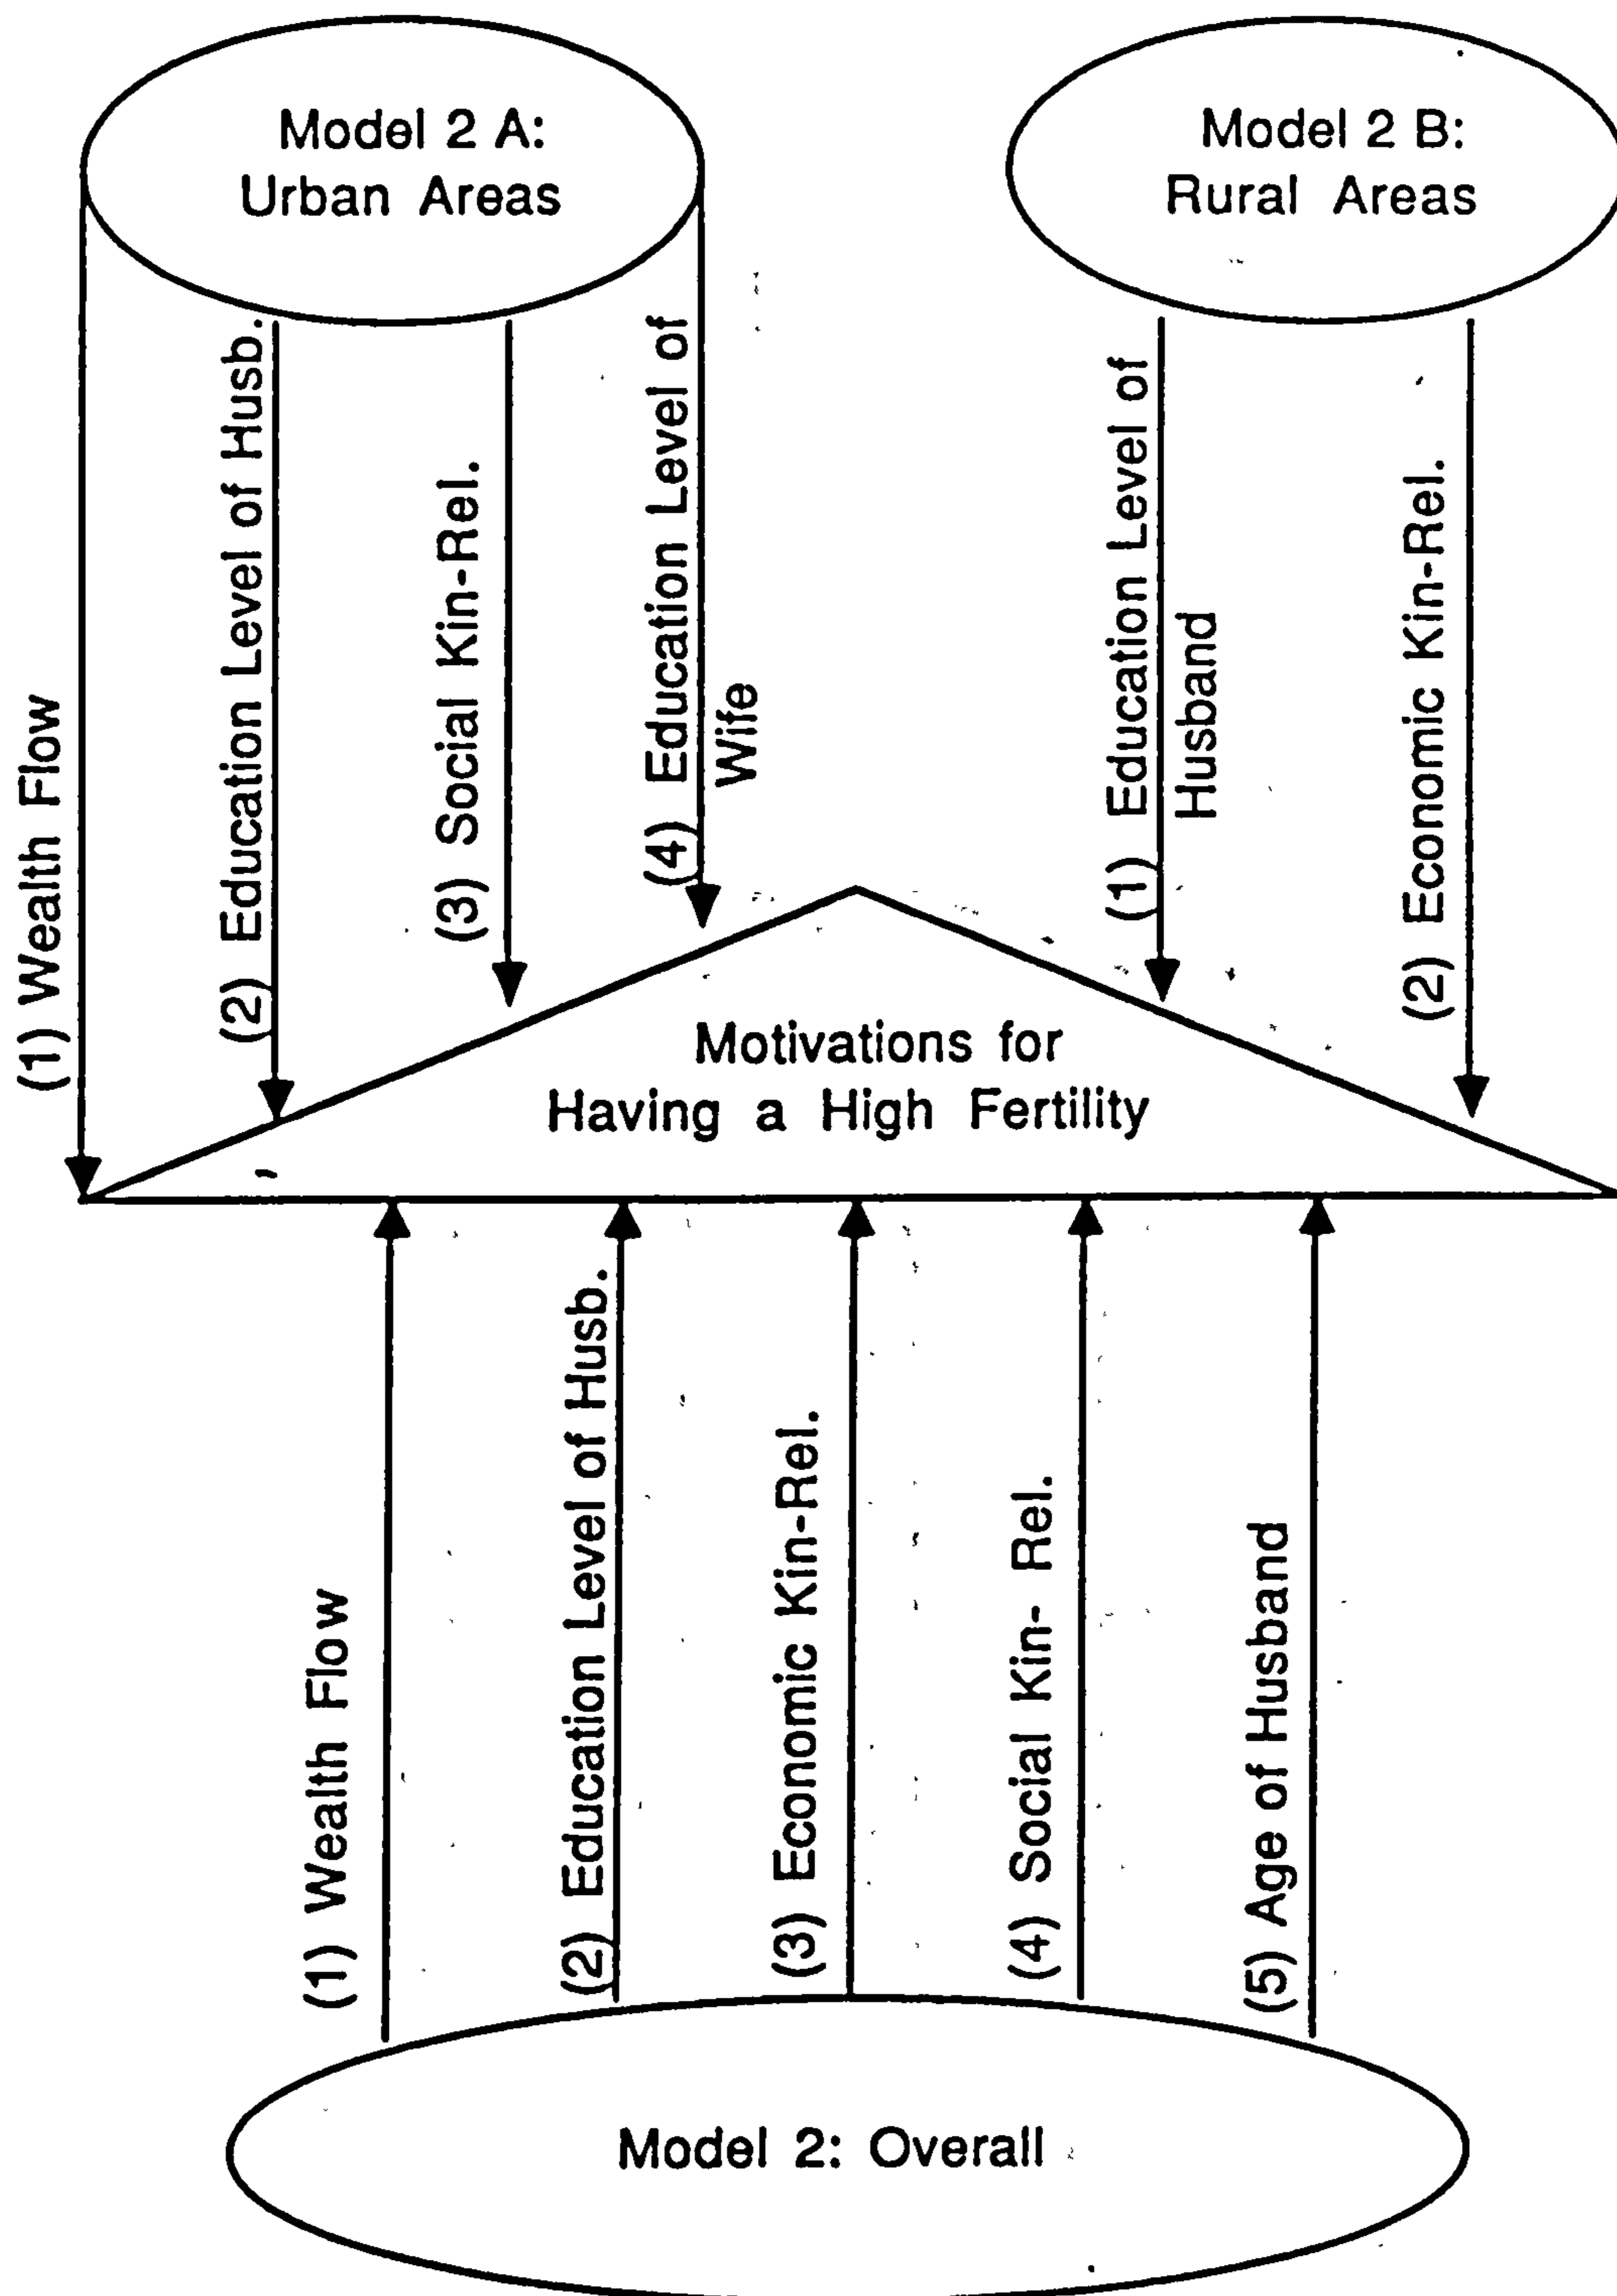 Model 2 A:
Urban Areas
Model 2 B:
Rural Areas
(1) Wealth Flow
(2) Education Level of Husb.
(3) Social Kin-Rel.
(4) Education Level of
Wife
(1) Education Level of
Husband
(2) Economic Kin-Rel.
Motivations for
Having a High Fertility
(1) Wealth Flow
(2) Education Level of Husb.
(3) Economic Kin-Rel.
(4) Social Kin- Rel.
(5) Age of Husband
Model 2: Overall